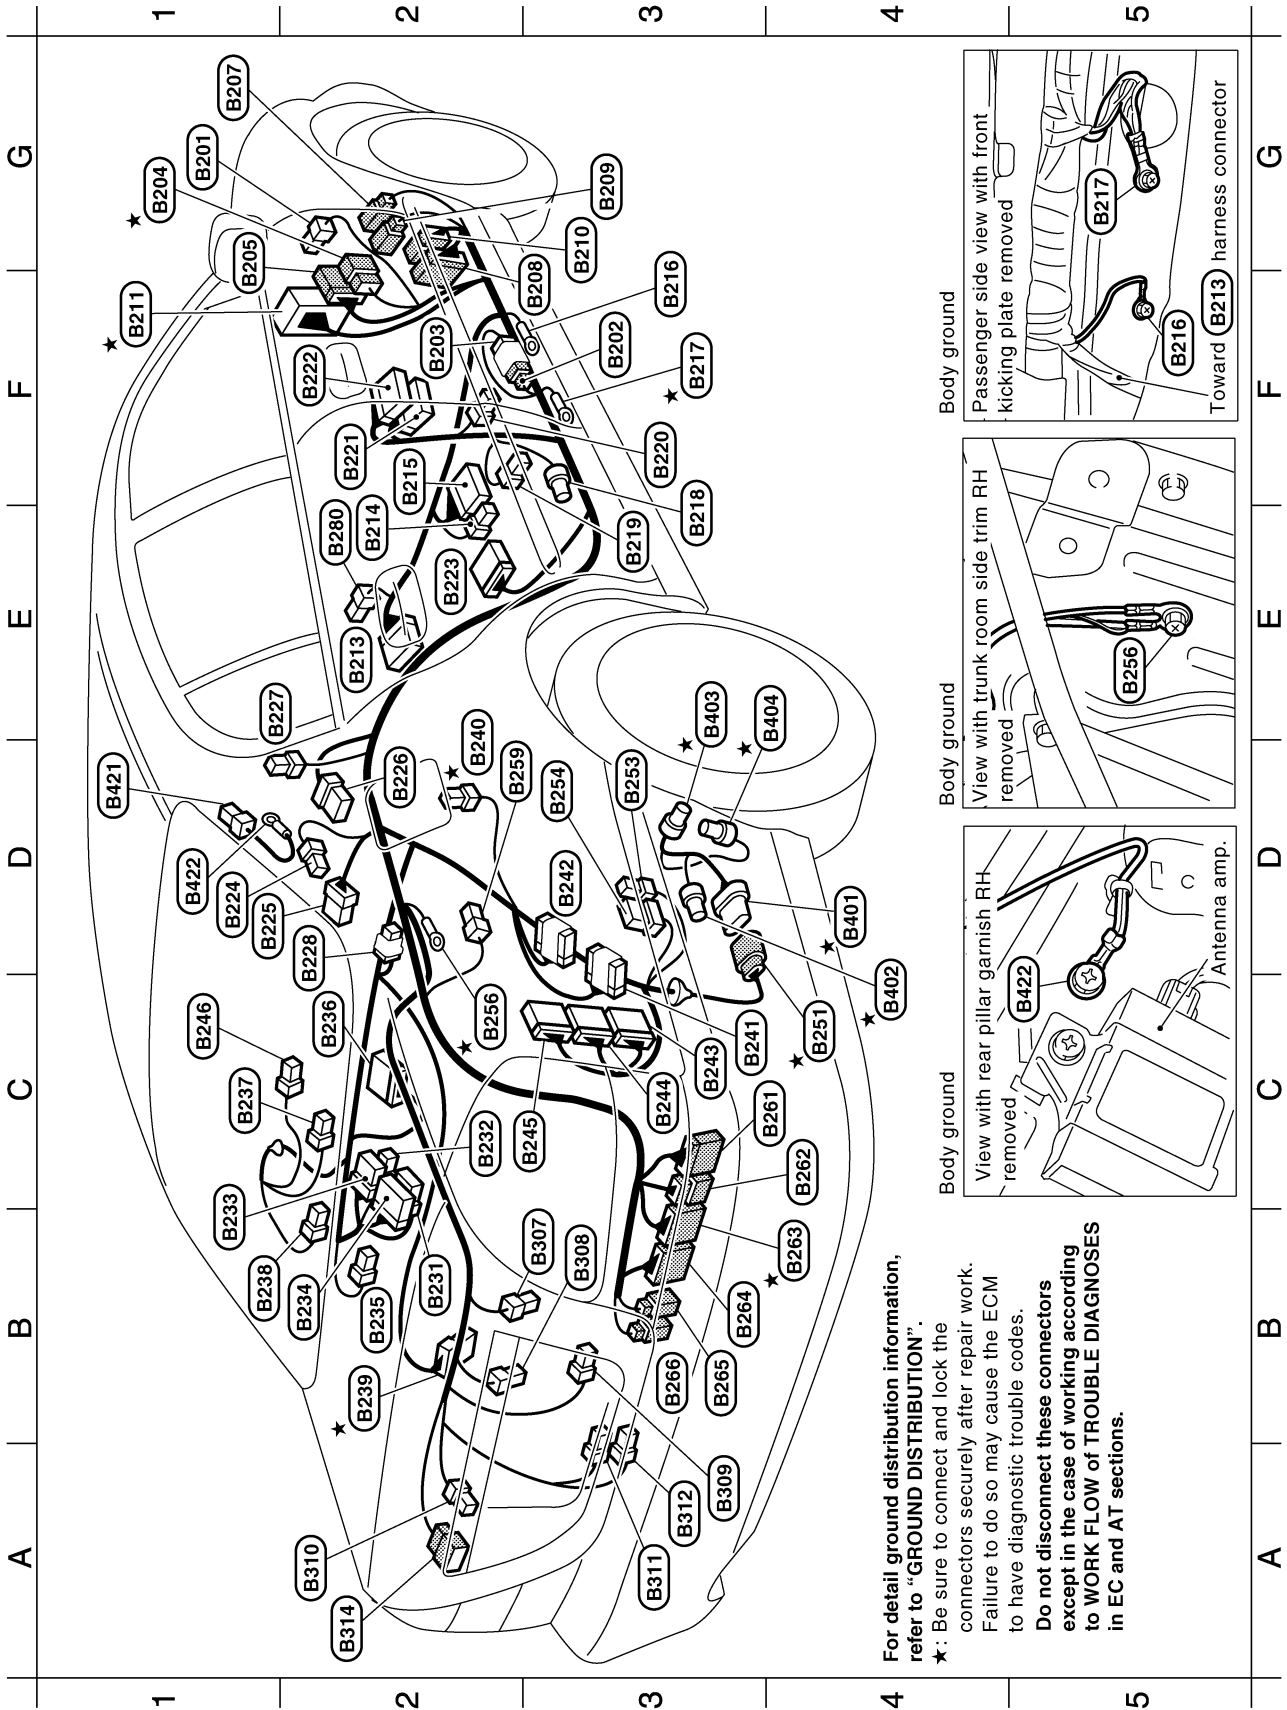 1
2
3
4
5
G
F
E
D
C
B
A
B207
B201
★ B204
B205
★ B211
B209
B210
B208
B216
B203
B202
★ B217
B222
B221
B215
B220
B218
B280
B214
B219
B223
B213
B227
B421
B226
★ B240
B259
B254
B253
★ B403
★ B404
B422
B224
B225
B228
B242
★ B401
★ B402
B246
B236
★ B256
★ B251
B241
B243
B237
B244
B261
B232
B245
B262
B233
★ B263
B238
B234
B235
B231
B307
B308
B264
B265
B266
★ B239
B309
B312
B310
B311
B314
For detail ground distribution information,
refer to “GROUND DISTRIBUTION”.
★: Be sure to connect and lock the
connectors securely after repair work.
Failure to do so may cause the ECM
to have diagnostic trouble codes.
Do not disconnect these connectors
except in the case of working according
to WORK FLOW of TROUBLE DIAGNOSES
in EC and AT sections.
Body ground
View with rear pillar garnish RH
removed
B422
Antenna amp.
Body ground
View with trunk room side trim RH
removed
B256
Body ground
Passenger side view with front
kicking plate removed
B217
B216
Toward B213 harness connector
A
B
C
D
E
F
G
1
2
3
4
5